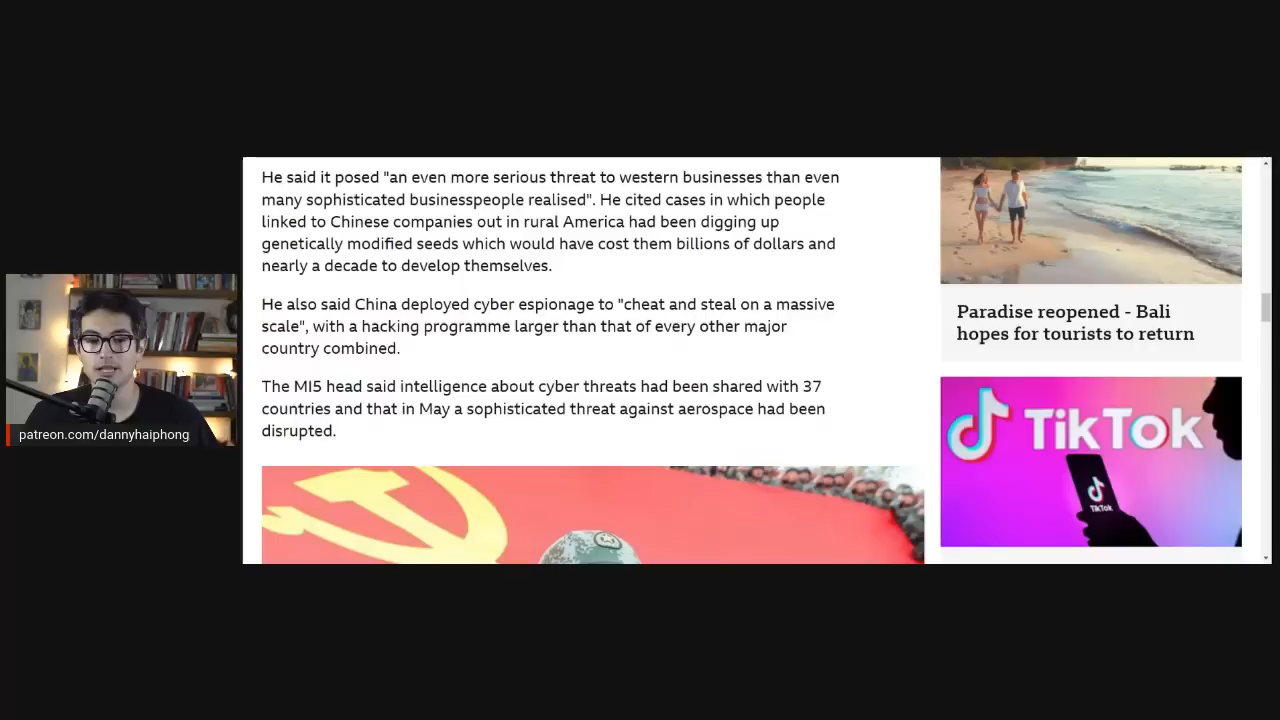 He said it posed "an even more serious threat to western businesses than even
many sophisticated businesspeople realised". He cited cases in which people
linked to Chinese companies out in rural America had been digging up
genetically modified seeds which would have cost them billions of dollars and
nearly a decade to develop themselves.
He also said China deployed cyber espionage to "cheat and steal on a massive
scale", with a hacking programme larger than that of every other major
country combined.
The MI5 head said intelligence about cyber threats had been shared with 37
countries and that in May a sophisticated threat against aerospace had been
disrupted.
Paradise reopened - Bali
hopes for tourists to return
TikTok
TikTok
patreon.com/dannyhaiphong